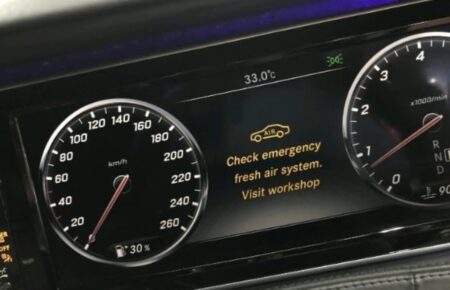 33.0°C
AIR
Check emergency
fresh air system.
Visit workshop
20
40
60
80
100
120
140
160
180
200
220
240
260
km/h
30 %
0
1
2
3
4
x1000/min
R
N
D
90